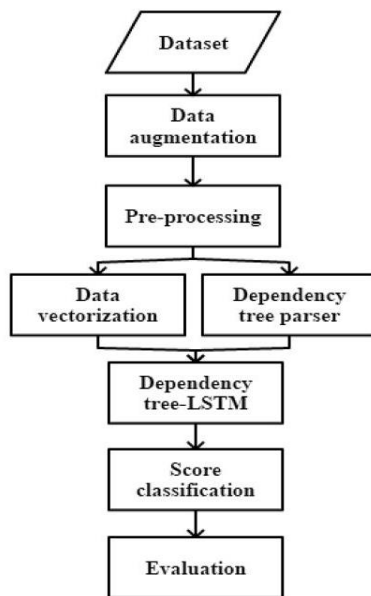 Dataset
Data
augmentation
Pre-processing
Data
vectorization
Dependency
tree parser
Dependency
tree-LSTM
Score
classification
Evaluation